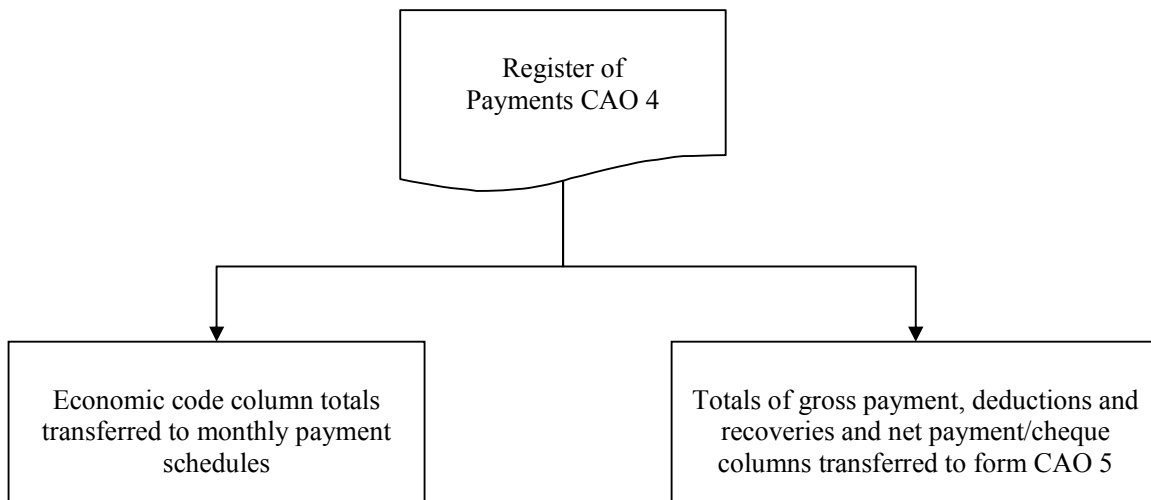 Register of
Payments CAO 4
Economic code column totals
transferred to monthly payment
schedules
Totals of gross payment, deductions and
recoveries and net payment/cheque
columns transferred to form CAO 5